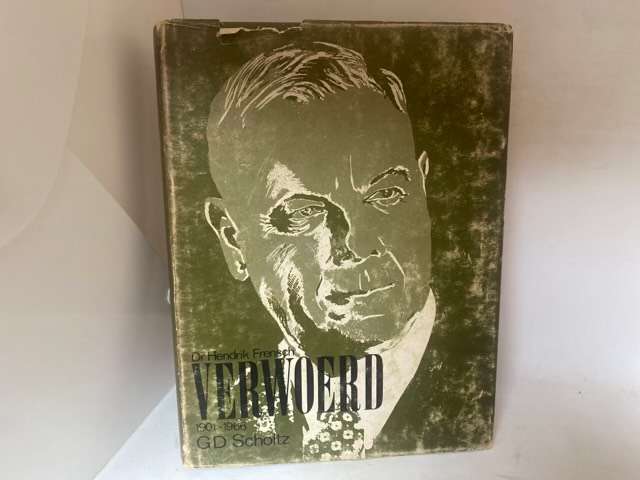 Dr Hendrik Frensch
VERWOERD
1901-1966
G D Scholtz